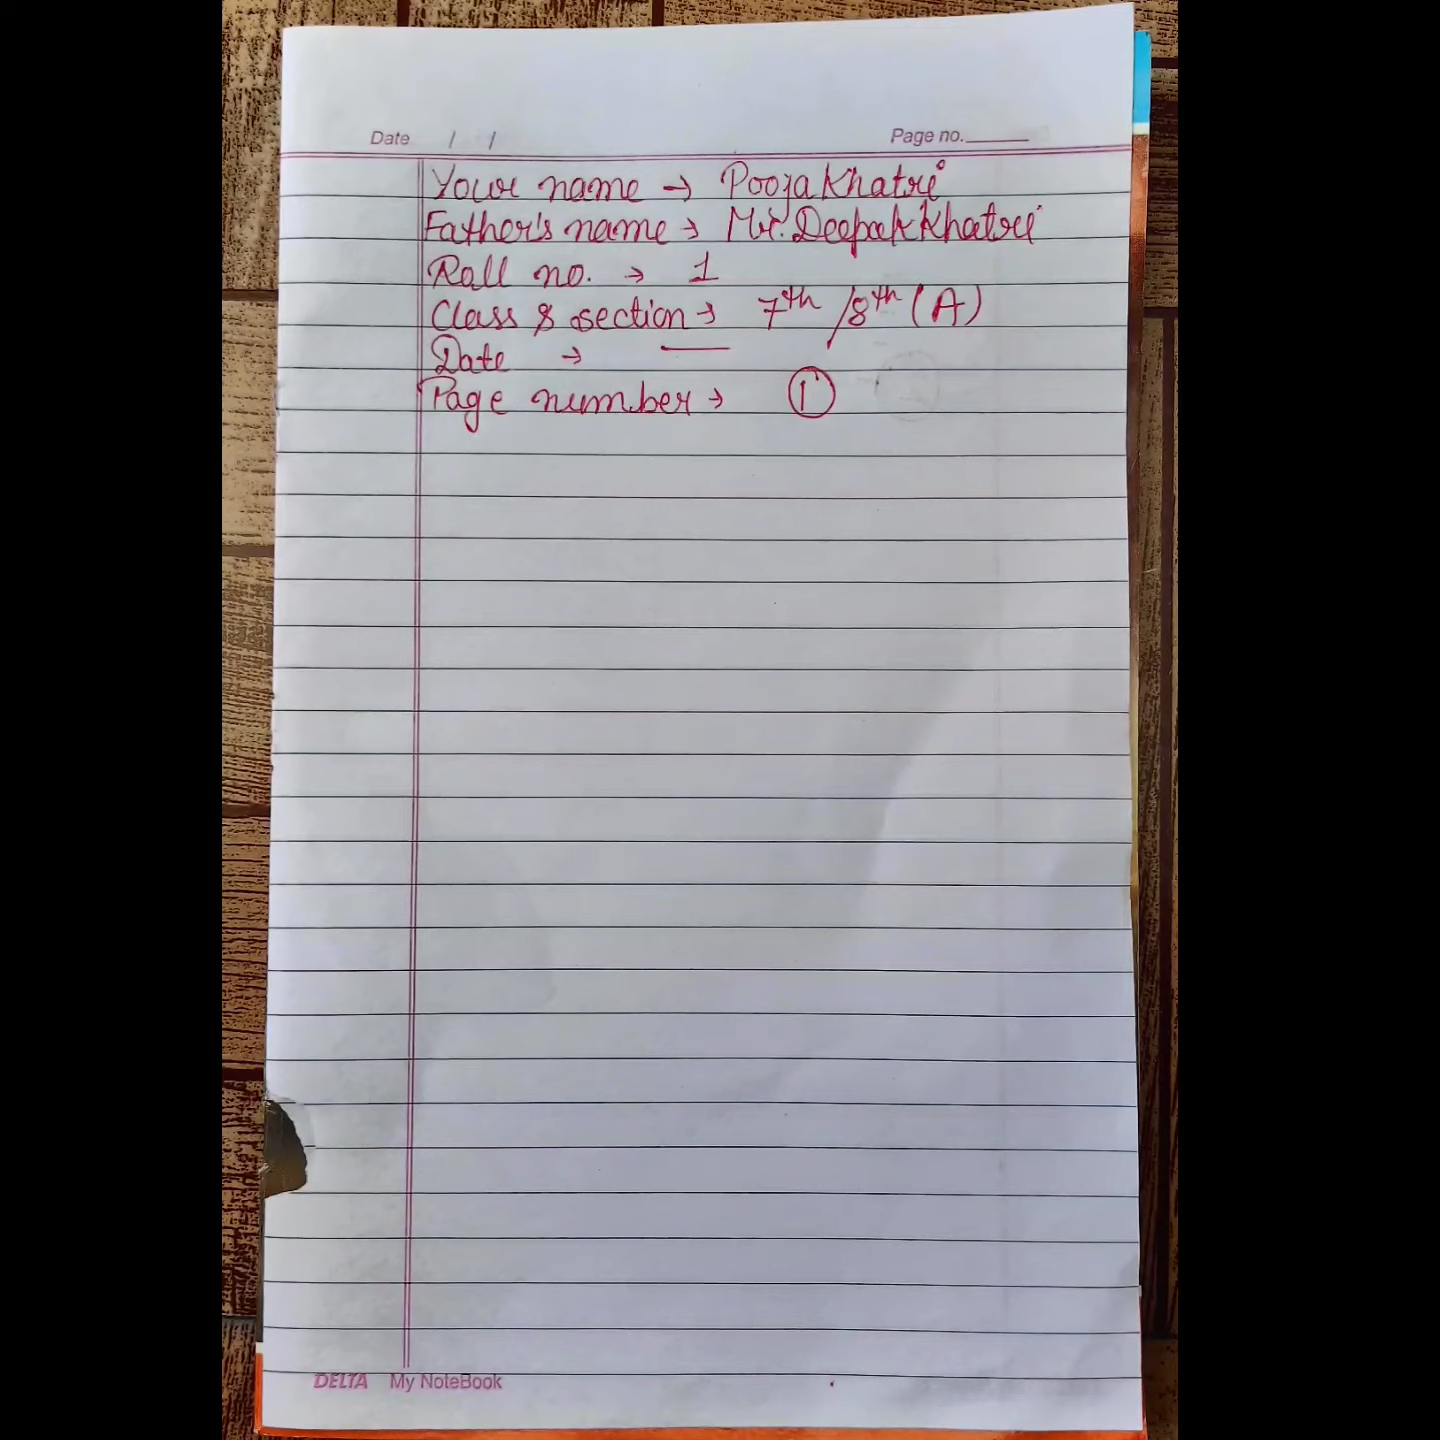 Date / /
Page no.
Your name → Pooja Khatri
Father's name → Mr. Deepak Khatri
Roll no. → 1
Class & section → 7th / 8th (A)
Date → —
Page number → 1
DELTA My NoteBook